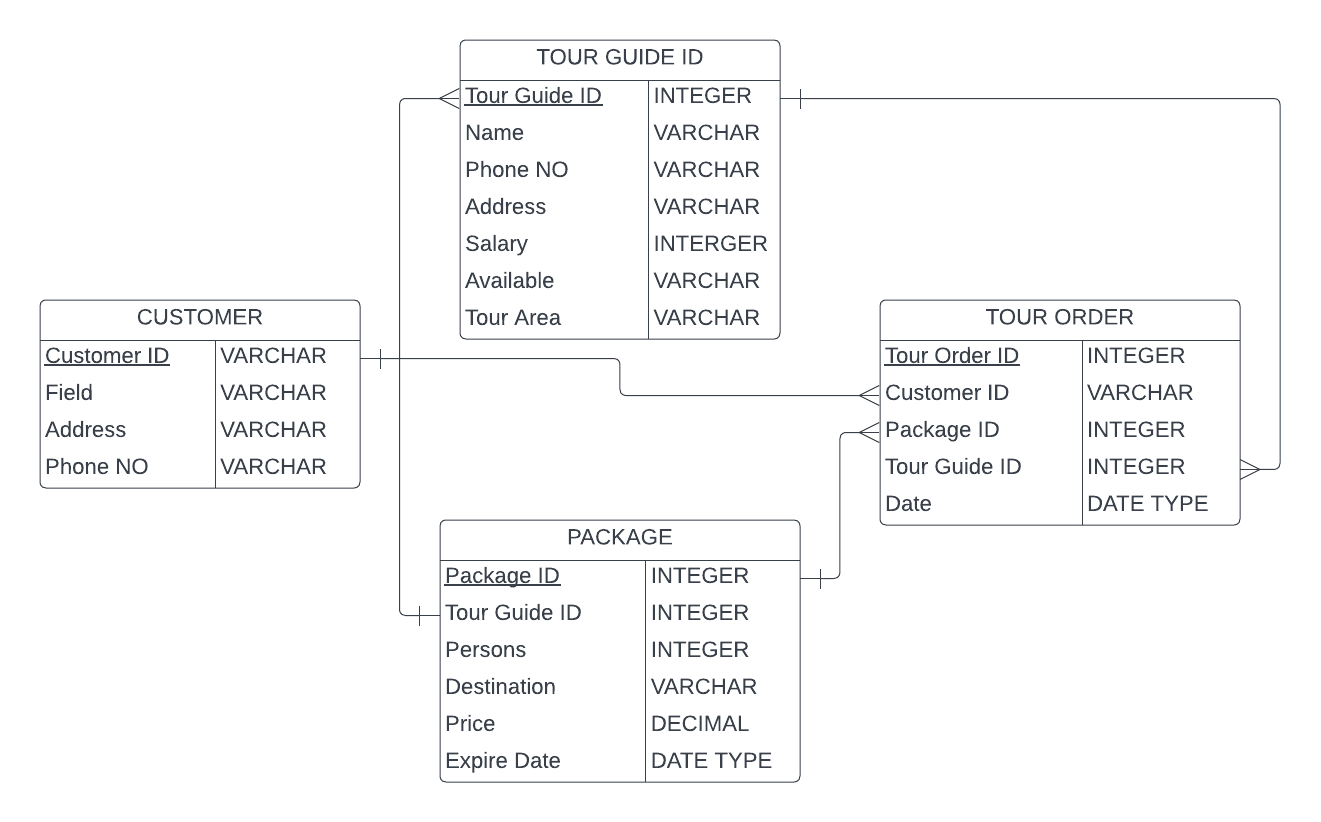 TOUR GUIDE ID
Tour Guide ID INTEGER
Name VARCHAR
Phone NO VARCHAR
Address VARCHAR
Salary INTERGER
Available VARCHAR
Tour Area VARCHAR
CUSTOMER
Customer ID VARCHAR
Field VARCHAR
Address VARCHAR
Phone NO VARCHAR
TOUR ORDER
Tour Order ID INTEGER
Customer ID VARCHAR
Package ID INTEGER
Tour Guide ID INTEGER
Date DATE TYPE
PACKAGE
Package ID INTEGER
Tour Guide ID INTEGER
Persons INTEGER
Destination VARCHAR
Price DECIMAL
Expire Date DATE TYPE